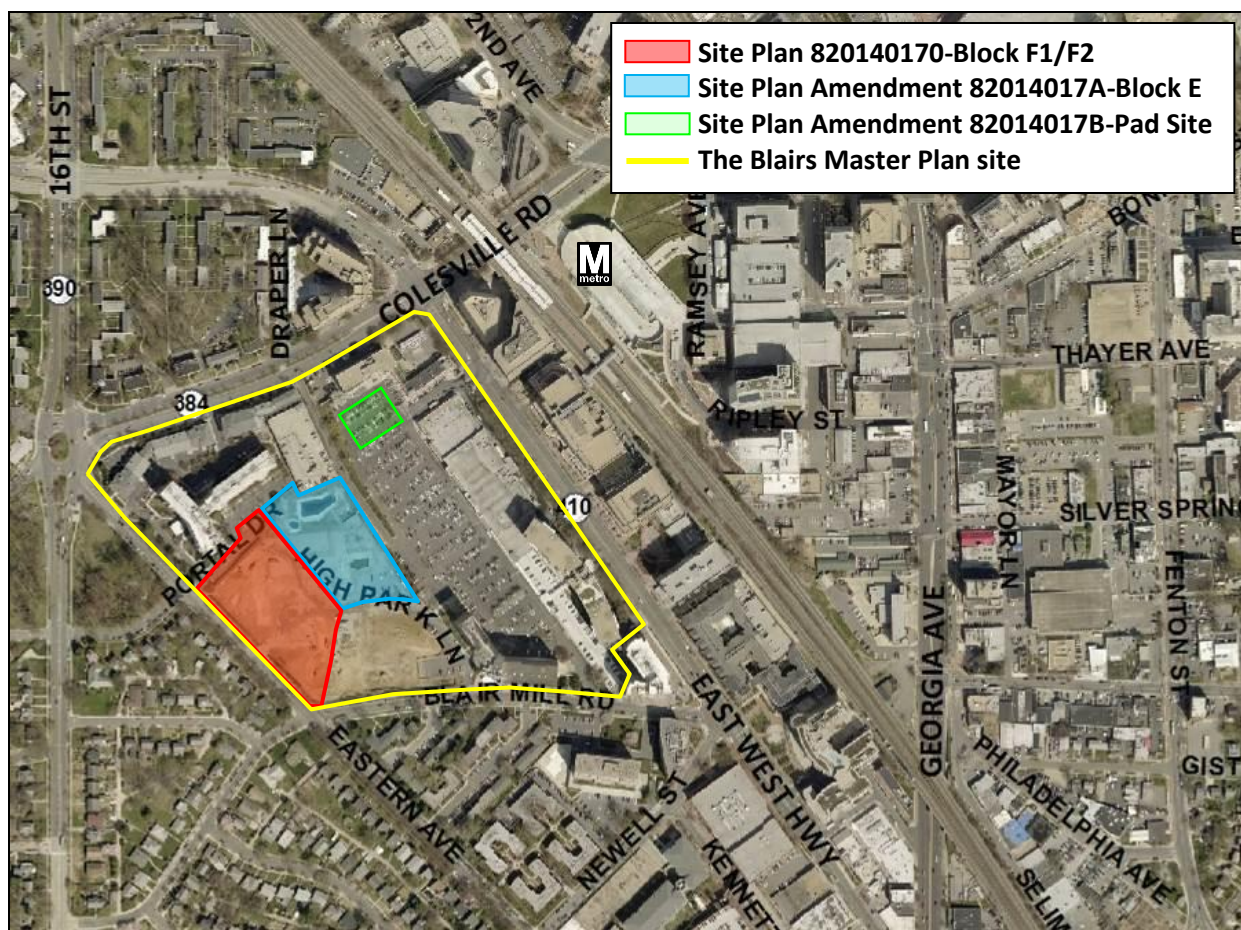 Site Plan 820140170-Block F1/F2
Site Plan Amendment 82014017A-Block E
Site Plan Amendment 82014017B-Pad Site
The Blairs Master Plan site
2ND AVE
16TH ST
COLESVILLE RD
RAMSEY AVE
M
metro
390
DRAPER LN
THAYER AVE
384
RIPLEY ST
MAYOR LN
410
SILVER SPRING
PORTAL DR
HIGH PARK LN
FENTON ST
GEORGIA AVE
BLAIR MILL RD
EAST WEST HWY
EASTERN AVE
PHILADELPHIA AVE
GIST
NEWELL ST
KENNET
SELIM